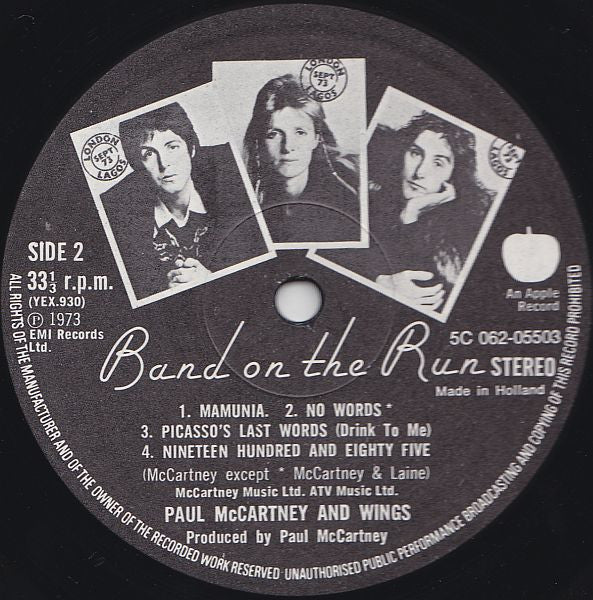 LONDON
SEPT
73
LAGOS
LONDON
SEPT
73
LAGOS
SEPT
73
LAGOS
SIDE 2
33⅓ r.p.m.
(YEX.930)
℗ 1973
EMI Records
Ltd.
An Apple
Record
5C 062-05503
Band on the Run STEREO
Made in Holland
1. MAMUNIA. 2. NO WORDS *
3. PICASSO'S LAST WORDS (Drink To Me)
4. NINETEEN HUNDRED AND EIGHTY FIVE
(McCartney except * McCartney & Laine)
McCartney Music Ltd. ATV Music Ltd.
PAUL McCARTNEY AND WINGS
Produced by Paul McCartney
ALL RIGHTS OF THE MANUFACTURER AND OF THE OWNER OF THE RECORDED WORK RESERVED UNAUTHORISED PUBLIC PERFORMANCE BROADCASTING AND COPYING OF THIS RECORD PROHIBITED